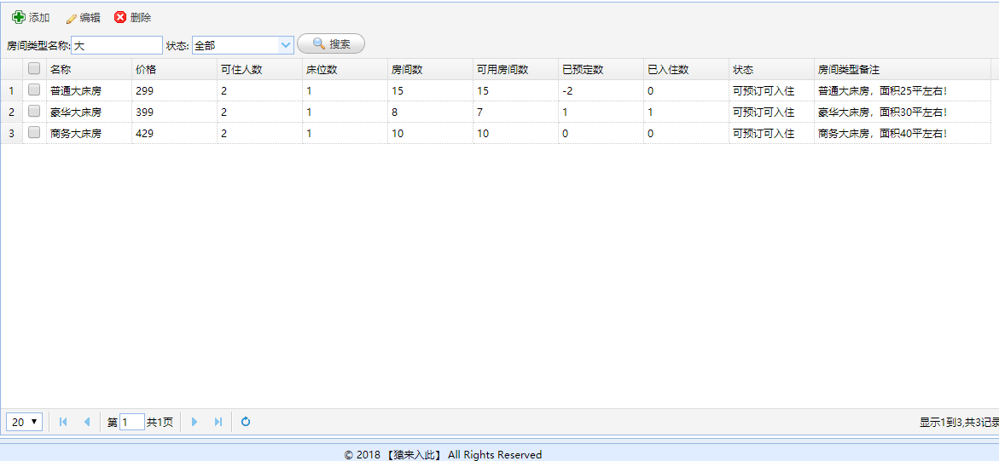 添加 编辑 删除
房间类型名称:大 状态: 全部 搜索
名称 价格 可住人数 床位数 房间数 可用房间数 已预定数 已入住数 状态 房间类型备注
1 普通大床房 299 2 1 15 15 -2 0 可预订可入住 普通大床房，面积25平左右!
2 豪华大床房 399 2 1 8 7 1 1 可预订可入住 豪华大床房，面积30平左右!
3 商务大床房 429 2 1 10 10 0 0 可预订可入住 商务大床房，面积40平左右!
20 第 1 共1页 显示1到3,共3记录
© 2018 【猿来入此】 All Rights Reserved